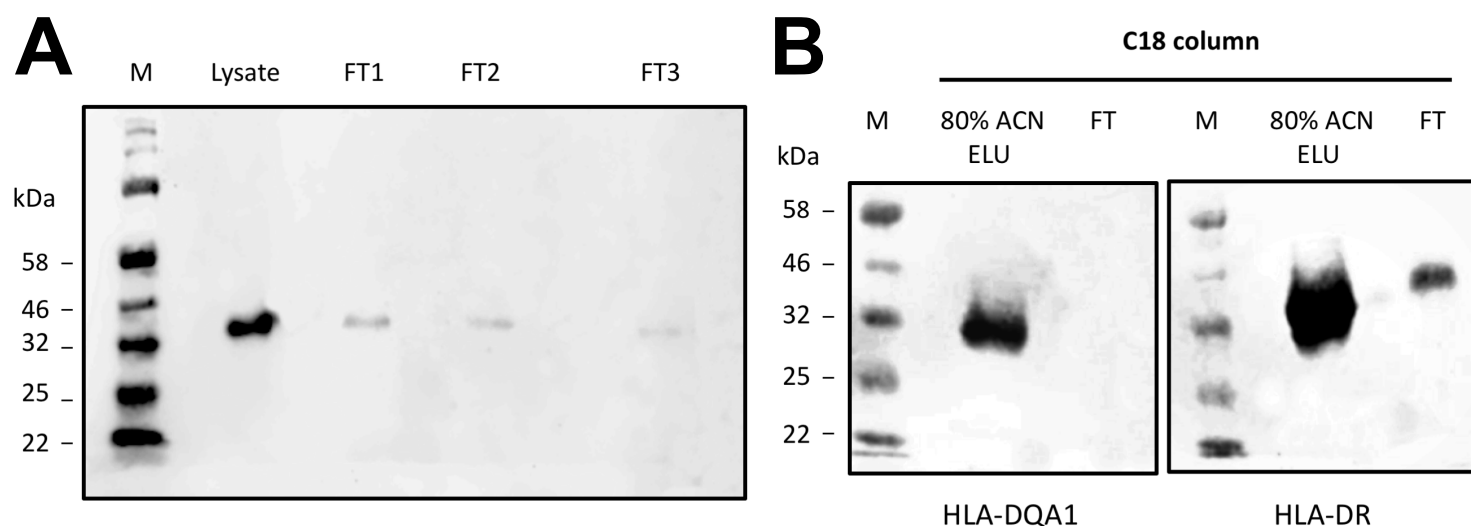 A
M Lysate FT1 FT2 FT3
kDa
58
46
32
25
22
B
C18 column
M 80% ACN ELU FT M 80% ACN ELU FT
kDa
58
46
32
25
22
HLA-DQA1 HLA-DR